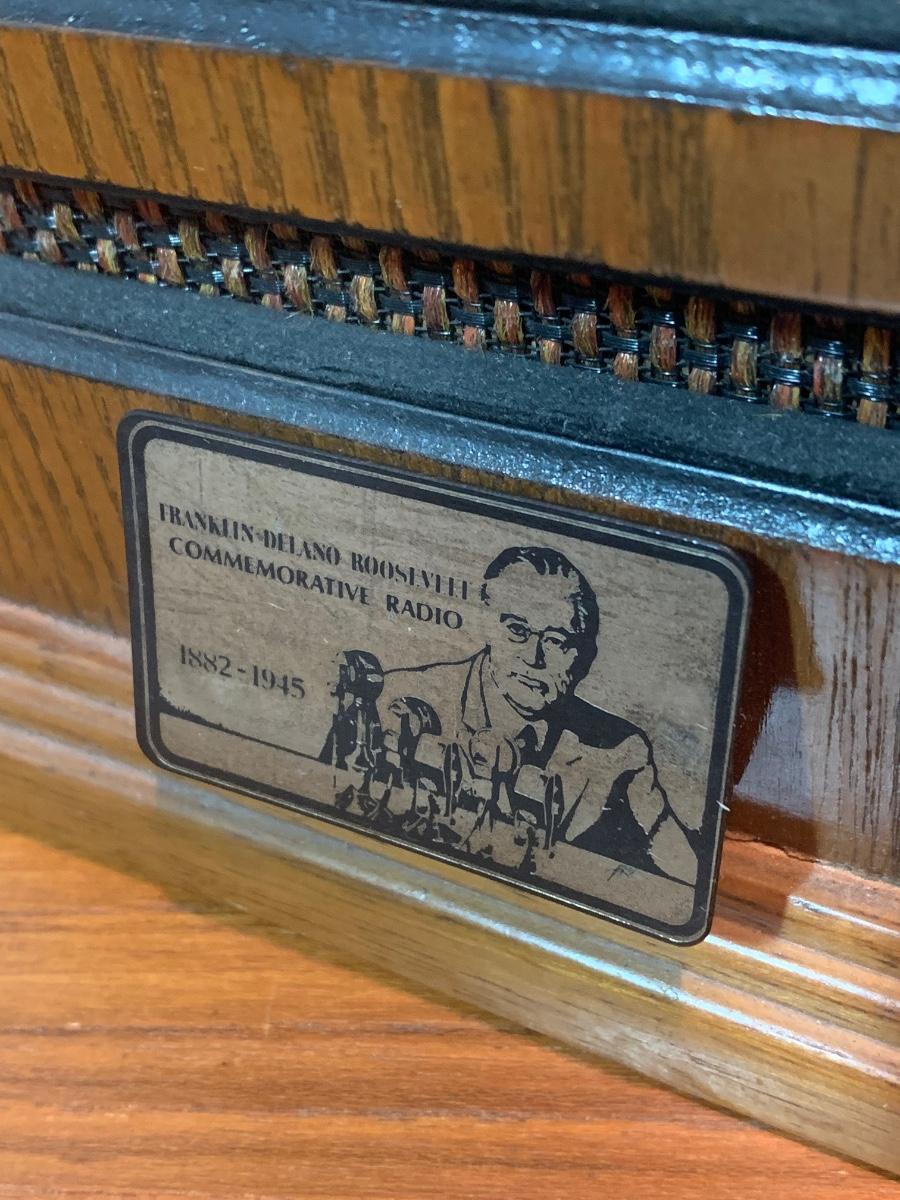 FRANKLIN DELANO ROOSEVELT
COMMEMORATIVE RADIO
1882-1945